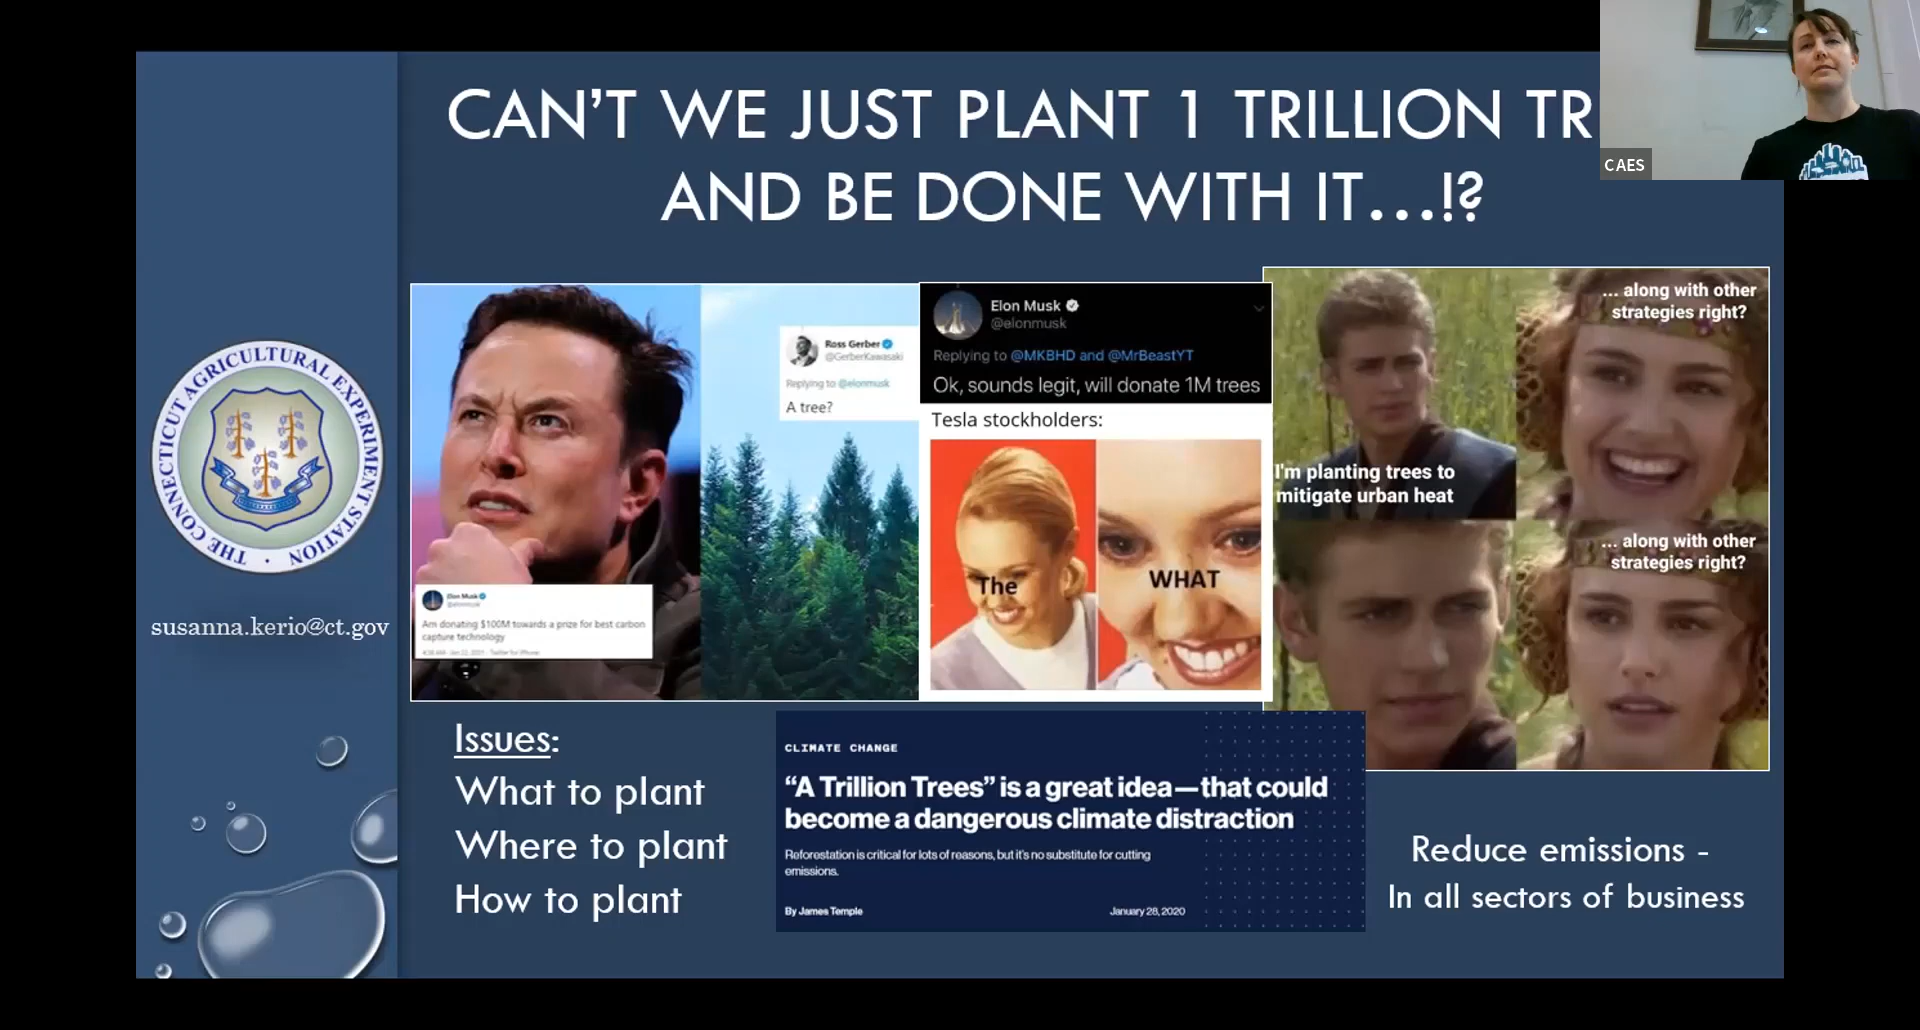 CAN'T WE JUST PLANT 1 TRILLION TR
AND BE DONE WITH IT...!?
CAES
THE CONNECTICUT AGRICULTURAL EXPERIMENT STATION
susanna.kerio@ct.gov
Ross Gerber
@GerberKawasaki
Replying to @elonmusk
A tree?
Elon Musk
@elonmusk
Am donating $100M towards a prize for best carbon
capture technology
Elon Musk
@elonmusk
Replying to @MKBHD and @MrBeastYT
Ok, sounds legit, will donate 1M trees
Tesla stockholders:
The
WHAT
... along with other
strategies right?
I'm planting trees to
mitigate urban heat
... along with other
strategies right?
Issues:
What to plant
Where to plant
How to plant
CLIMATE CHANGE
“A Trillion Trees” is a great idea—that could
become a dangerous climate distraction
Reforestation is critical for lots of reasons, but it's no substitute for cutting
emissions.
By James Temple
January 28, 2020
Reduce emissions -
In all sectors of business